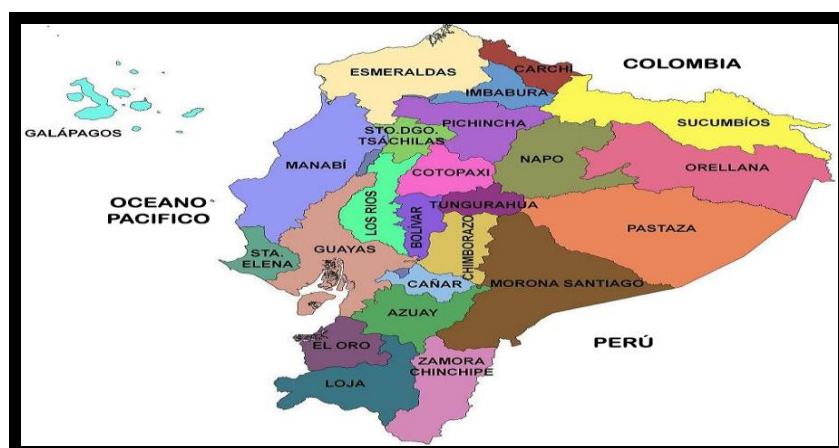 ESMERALDAS
CARCHI
COLOMBIA
IMBABURA
PICHINCHA
SUCUMBÍOS
GALÁPAGOS
STO.DGO.
TSÁCHILAS
MANABÍ
NAPO
ORELLANA
COTOPAXI
OCEANO
PACIFICO
LOS RIOS
BOLÍVAR
TUNGURAHUA
CHIMBORAZO
PASTAZA
GUAYAS
STA.
ELENA
CAÑAR
MORONA SANTIAGO
AZUAY
PERÚ
EL ORO
ZAMORA
CHINCHIPE
LOJA